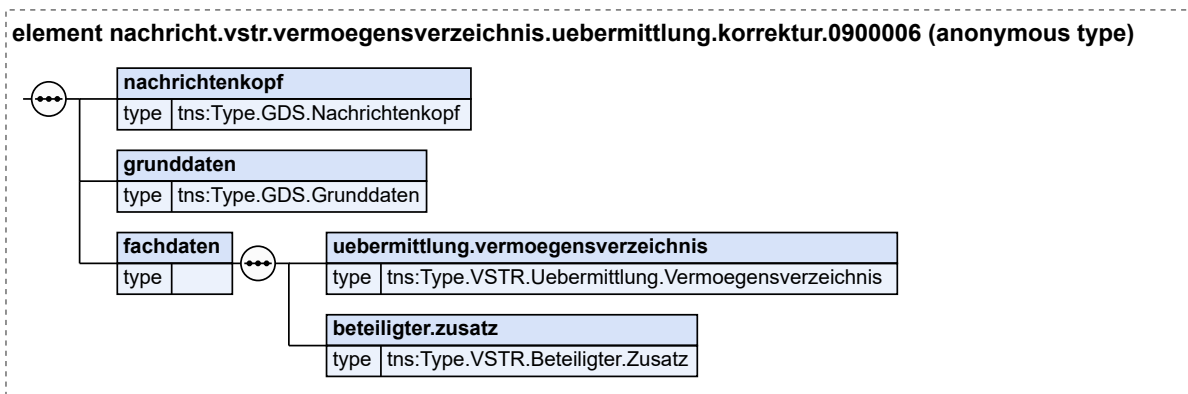 element nachricht.vstr.vermoegensverzeichnis.uebermittlung.korrektur.0900006 (anonymous type)
nachrichtenkopf
type tns:Type.GDS.Nachrichtenkopf
grunddaten
type tns:Type.GDS.Grunddaten
fachdaten
type
uebermittlung.vermoegensverzeichnis
type tns:Type.VSTR.Uebermittlung.Vermoegensverzeichnis
beteiligter.zusatz
type tns:Type.VSTR.Beteiligter.Zusatz